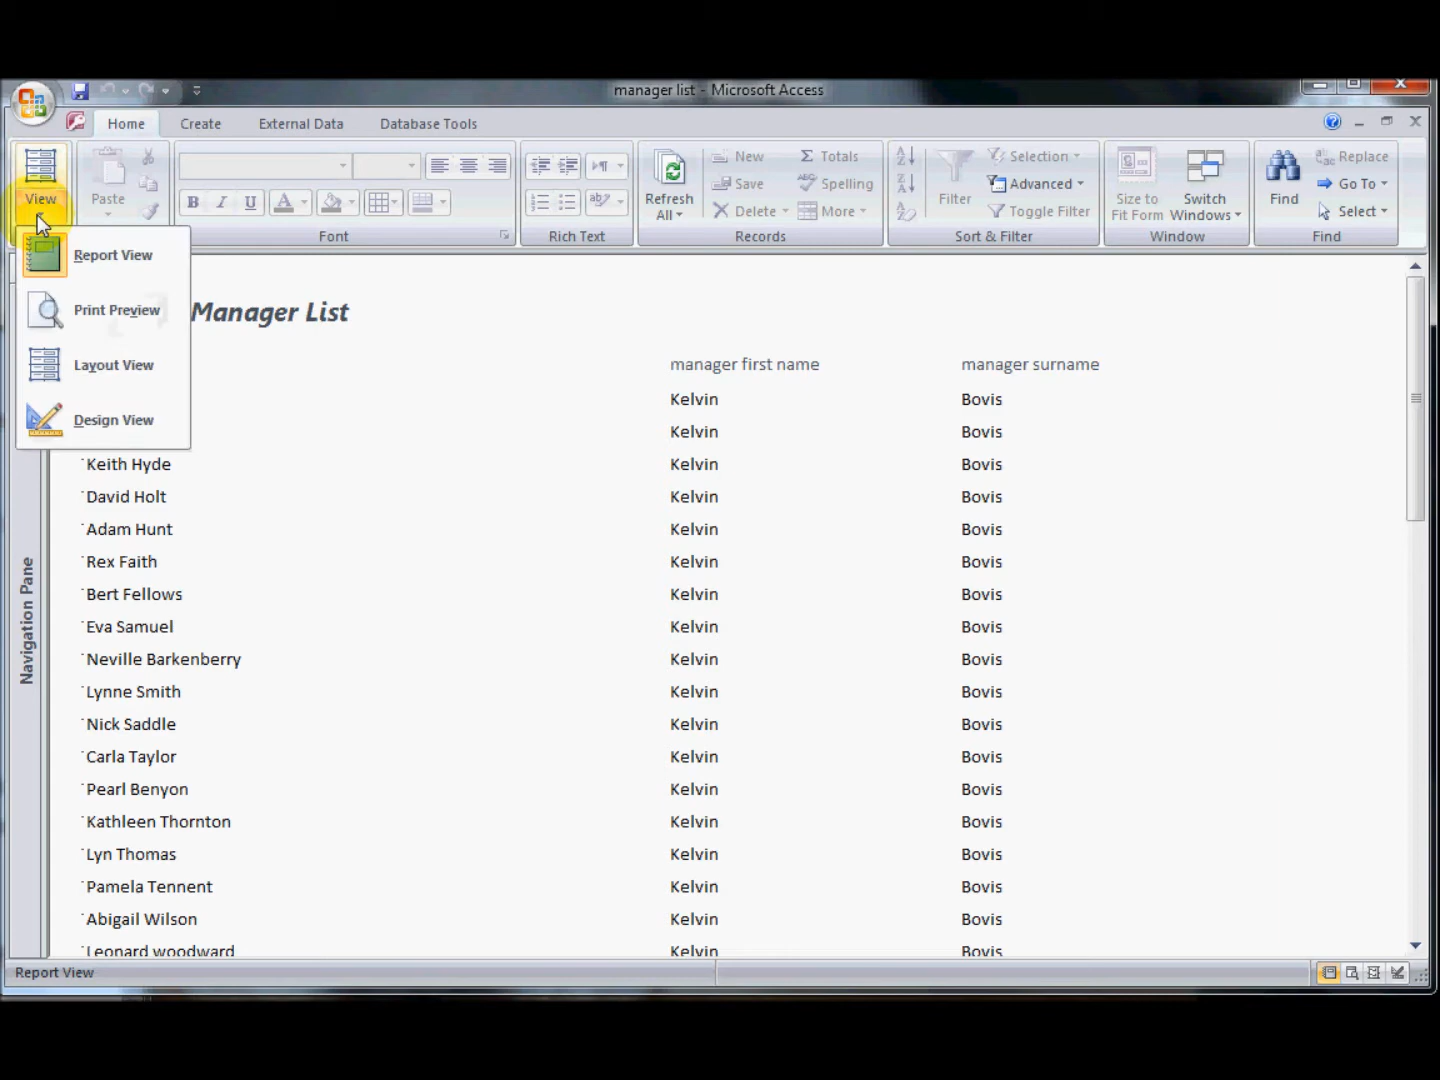 manager list - Microsoft Access
Home Create External Data Database Tools
View Paste Refresh All New Save Delete Totals Spelling More Filter Selection Advanced Toggle Filter Size to Fit Form Switch Windows Find Replace Go To Select
Font Rich Text Records Sort & Filter Window Find
Report View
Print Preview
Layout View
Design View
Manager List
manager first name manager surname
Kelvin Bovis
Kelvin Bovis
Keith Hyde Kelvin Bovis
David Holt Kelvin Bovis
Adam Hunt Kelvin Bovis
Rex Faith Kelvin Bovis
Bert Fellows Kelvin Bovis
Eva Samuel Kelvin Bovis
Neville Barkenberry Kelvin Bovis
Lynne Smith Kelvin Bovis
Nick Saddle Kelvin Bovis
Carla Taylor Kelvin Bovis
Pearl Benyon Kelvin Bovis
Kathleen Thornton Kelvin Bovis
Lyn Thomas Kelvin Bovis
Pamela Tennent Kelvin Bovis
Abigail Wilson Kelvin Bovis
Leonard woodward Kelvin Bovis
Navigation Pane
Report View